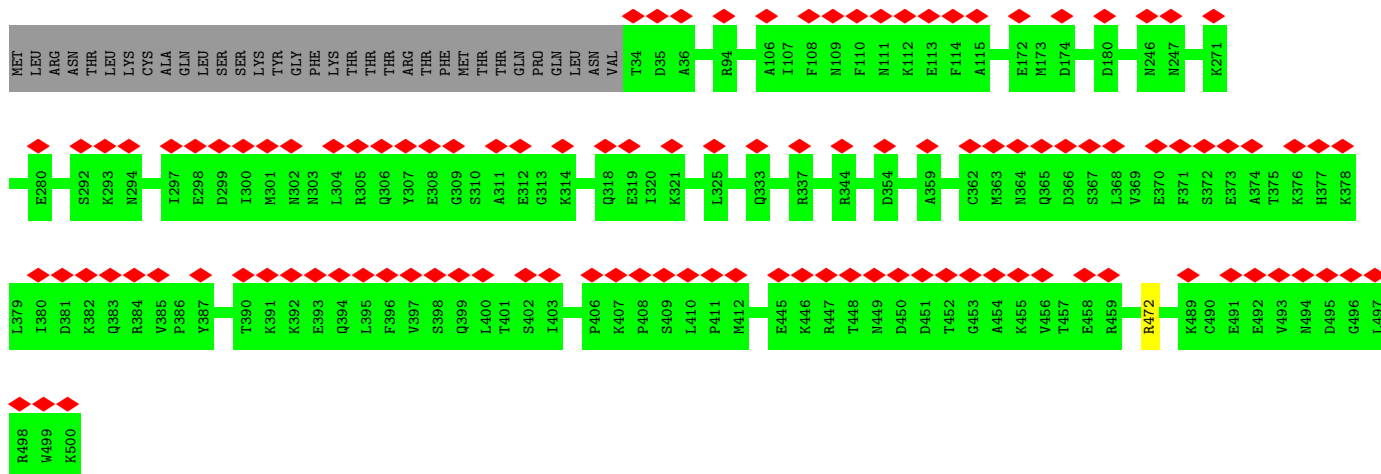 MET LEU ARG ASN THR LEU LYS CYS ALA GLN LEU SER SER LYS TYR GLY PHE LYS THR THR THR ARG THR PHE MET THR THR GLN PRO GLN LEU ASN VAL T34 D35 A36 R94 A106 I107 F108 N109 F110 N111 K112 E113 F114 A115 E172 M173 D174 D180 N246 N247 K271
E280 S292 K293 N294 I297 E298 D299 I300 M301 N302 N303 L304 R305 Q306 Y307 E308 G309 S310 A311 E312 G313 K314 Q318 E319 I320 K321 L325 Q333 R337 R344 D354 A359 C362 M363 N364 Q365 D366 S367 L368 V369 E370 F371 S372 E373 A374 T375 K376 H377 K378
L379 I380 D381 K382 Q383 R384 V385 P386 Y387 T390 K391 K392 E393 Q394 L395 F396 V397 S398 Q399 L400 T401 S402 I403 P406 K407 P408 S409 L410 P411 M412 E445 K446 R447 T448 N449 D450 D451 T452 G453 A454 K455 V456 T457 E458 R459 R472 K489 C490 E491 E492 V493 N494 D495 G496 L497
R498 W499 K500